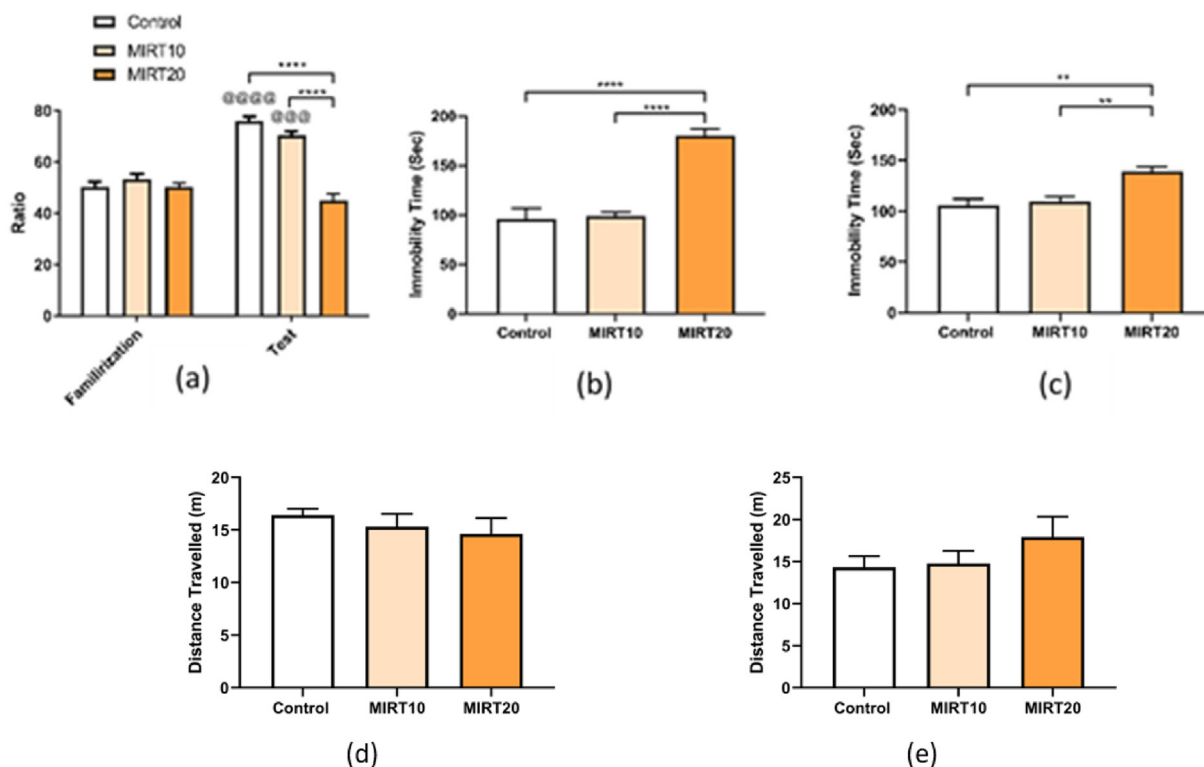 Control
MIRT10
MIRT20
****
****
@@@@
@@@
Ratio
80
60
40
20
0
Familirization
Test
(a)
****
****
Immobility Time (Sec)
200
150
100
50
0
Control MIRT10 MIRT20
(b)
**
**
Immobility Time (Sec)
200
150
100
50
0
Control MIRT10 MIRT20
(c)
Distance Travelled (m)
20
15
10
5
0
Control MIRT10 MIRT20
(d)
Distance Travelled (m)
25
20
15
10
5
0
Control MIRT10 MIRT20
(e)